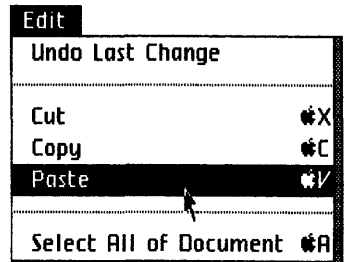 Edit
Undo Last Change
Cut X
Copy C
Paste V
Select All of Document A